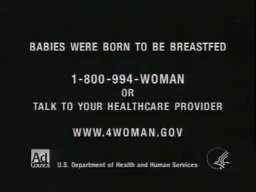 BABIES WERE BORN TO BE BREASTFED
1-800-994-WOMAN
OR
TALK TO YOUR HEALTHCARE PROVIDER
WWW.4WOMAN.GOV
Ad
COUNCIL
U.S. Department of Health and Human Services